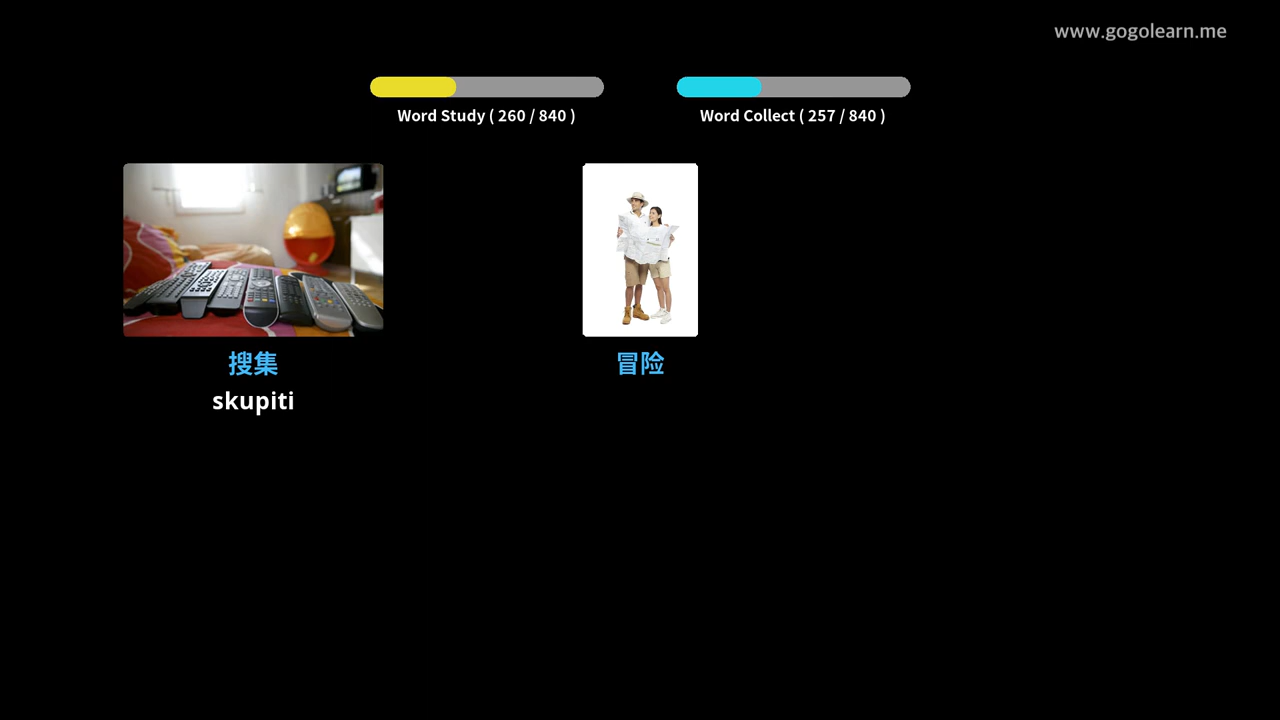 www.gogolearn.me
Word Study ( 260 / 840 )
Word Collect ( 257 / 840 )
搜集
skupiti
冒险